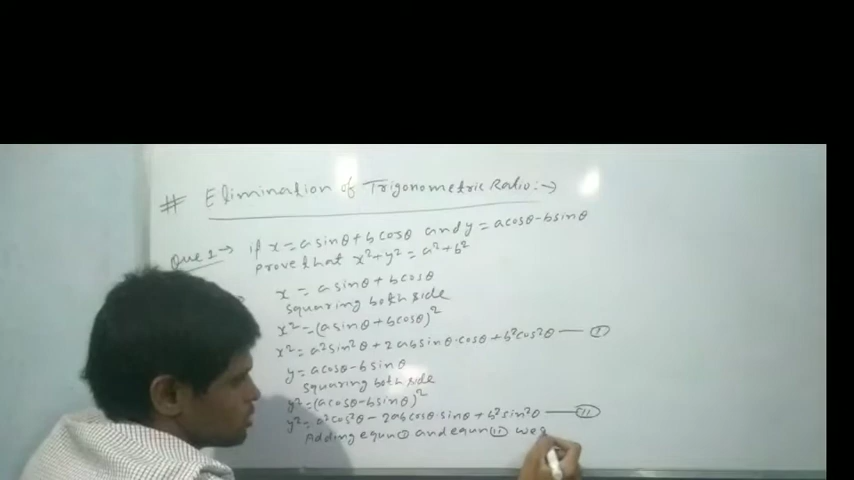 # Elimination of Trigonometric Ratio:→
Que 1→ if x = a sinθ + b cosθ and y = a cosθ - b sinθ
prove that x² + y² = a² + b²
x = a sinθ + b cosθ
squaring both side
x² = (a sinθ + b cosθ)²
x² = a² sin²θ + 2 ab sinθ · cosθ + b² cos²θ — (I)
y = a cosθ - b sinθ
squaring both side
y² = (a cosθ - b sinθ)²
y² = a² cos²θ - 2ab cosθ · sinθ + b² sin²θ — (II)
Adding equn (I) and equn (II) we